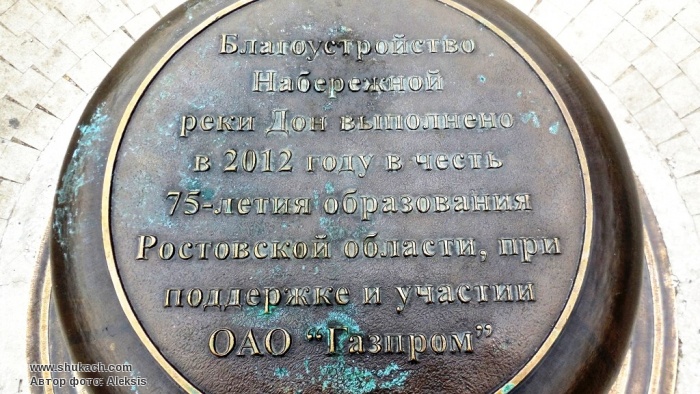 Благоустройство
Набережной
реки Дон выполнено
в 2012 году в честь
75-летия образования
Ростовской области, при
поддержке и участии
ОАО “Газпром”
www.shukach.com
Автор фото: Aleksis